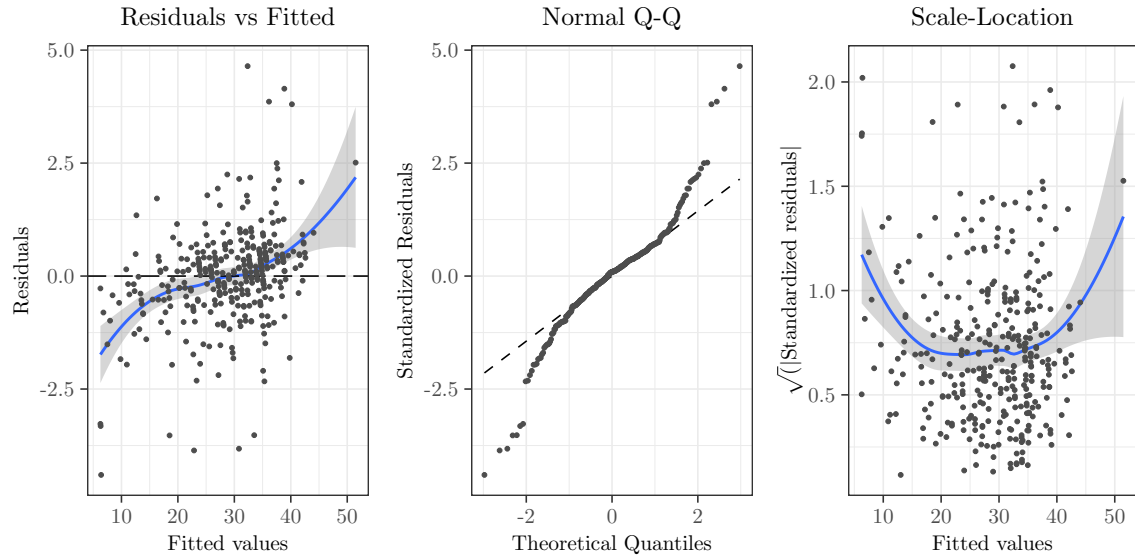 Residuals vs Fitted
Residuals
5.0
2.5
0.0
-2.5
10 20 30 40 50
Fitted values
Normal Q-Q
Standardized Residuals
5.0
2.5
0.0
-2.5
-2 0 2
Theoretical Quantiles
Scale-Location
√(|Standardized residuals|
2.0
1.5
1.0
0.5
10 20 30 40 50
Fitted values